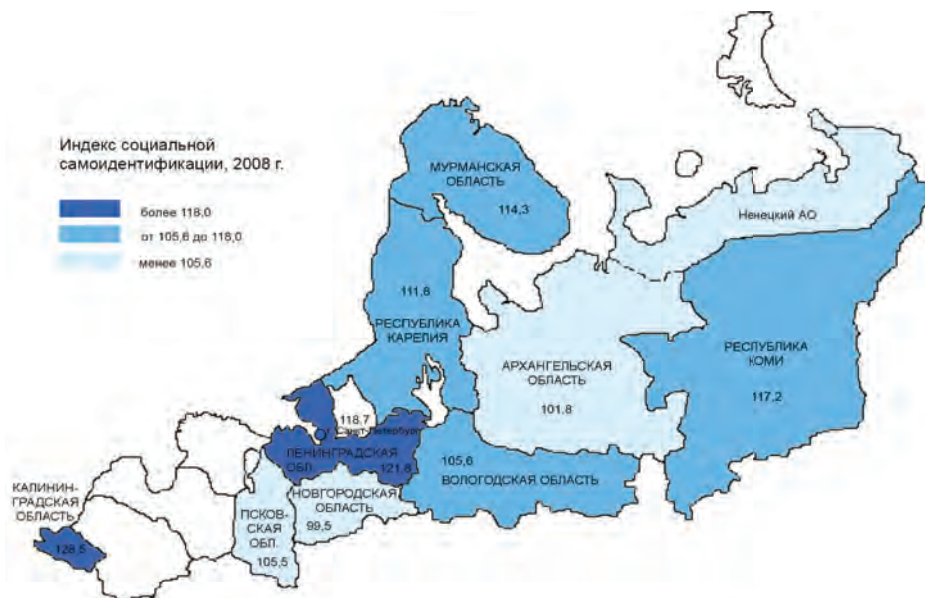 Индекс социальной
самоидентификации, 2008 г.
более 118,0
от 105,6 до 118,0
менее 105,6
МУРМАНСКАЯ
ОБЛАСТЬ
114,3
Ненецкий АО
111,8
РЕСПУБЛИКА
КАРЕЛИЯ
АРХАНГЕЛЬСКАЯ
ОБЛАСТЬ
101,8
РЕСПУБЛИКА
КОМИ
117,2
118,7
г. Санкт-Петербург
ЛЕНИНГРАДСКАЯ
ОБЛ.
121,8
105,6
ВОЛОГОДСКАЯ ОБЛАСТЬ
НОВГОРОДСКАЯ
ОБЛАСТЬ
99,5
ПСКОВ-
СКАЯ
ОБЛ.
105,5
КАЛИНИН-
ГРАДСКАЯ
ОБЛАСТЬ
128,5